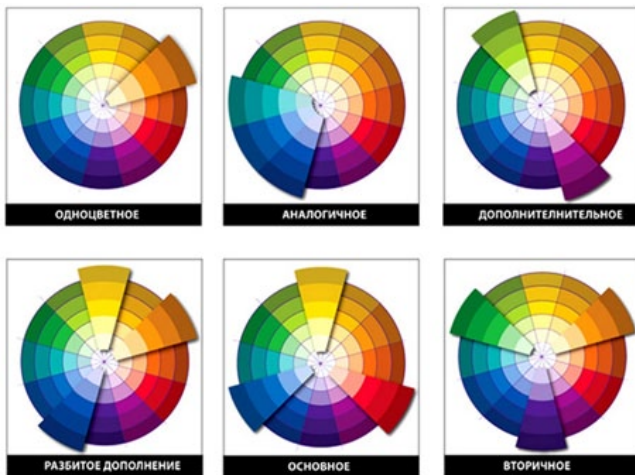 ОДНОЦВЕТНОЕ
АНАЛОГИЧНОЕ
ДОПОЛНИТЕЛНИТЕЛЬНОЕ
РАЗБИТОЕ ДОПОЛНЕНИЕ
ОСНОВНОЕ
ВТОРИЧНОЕ